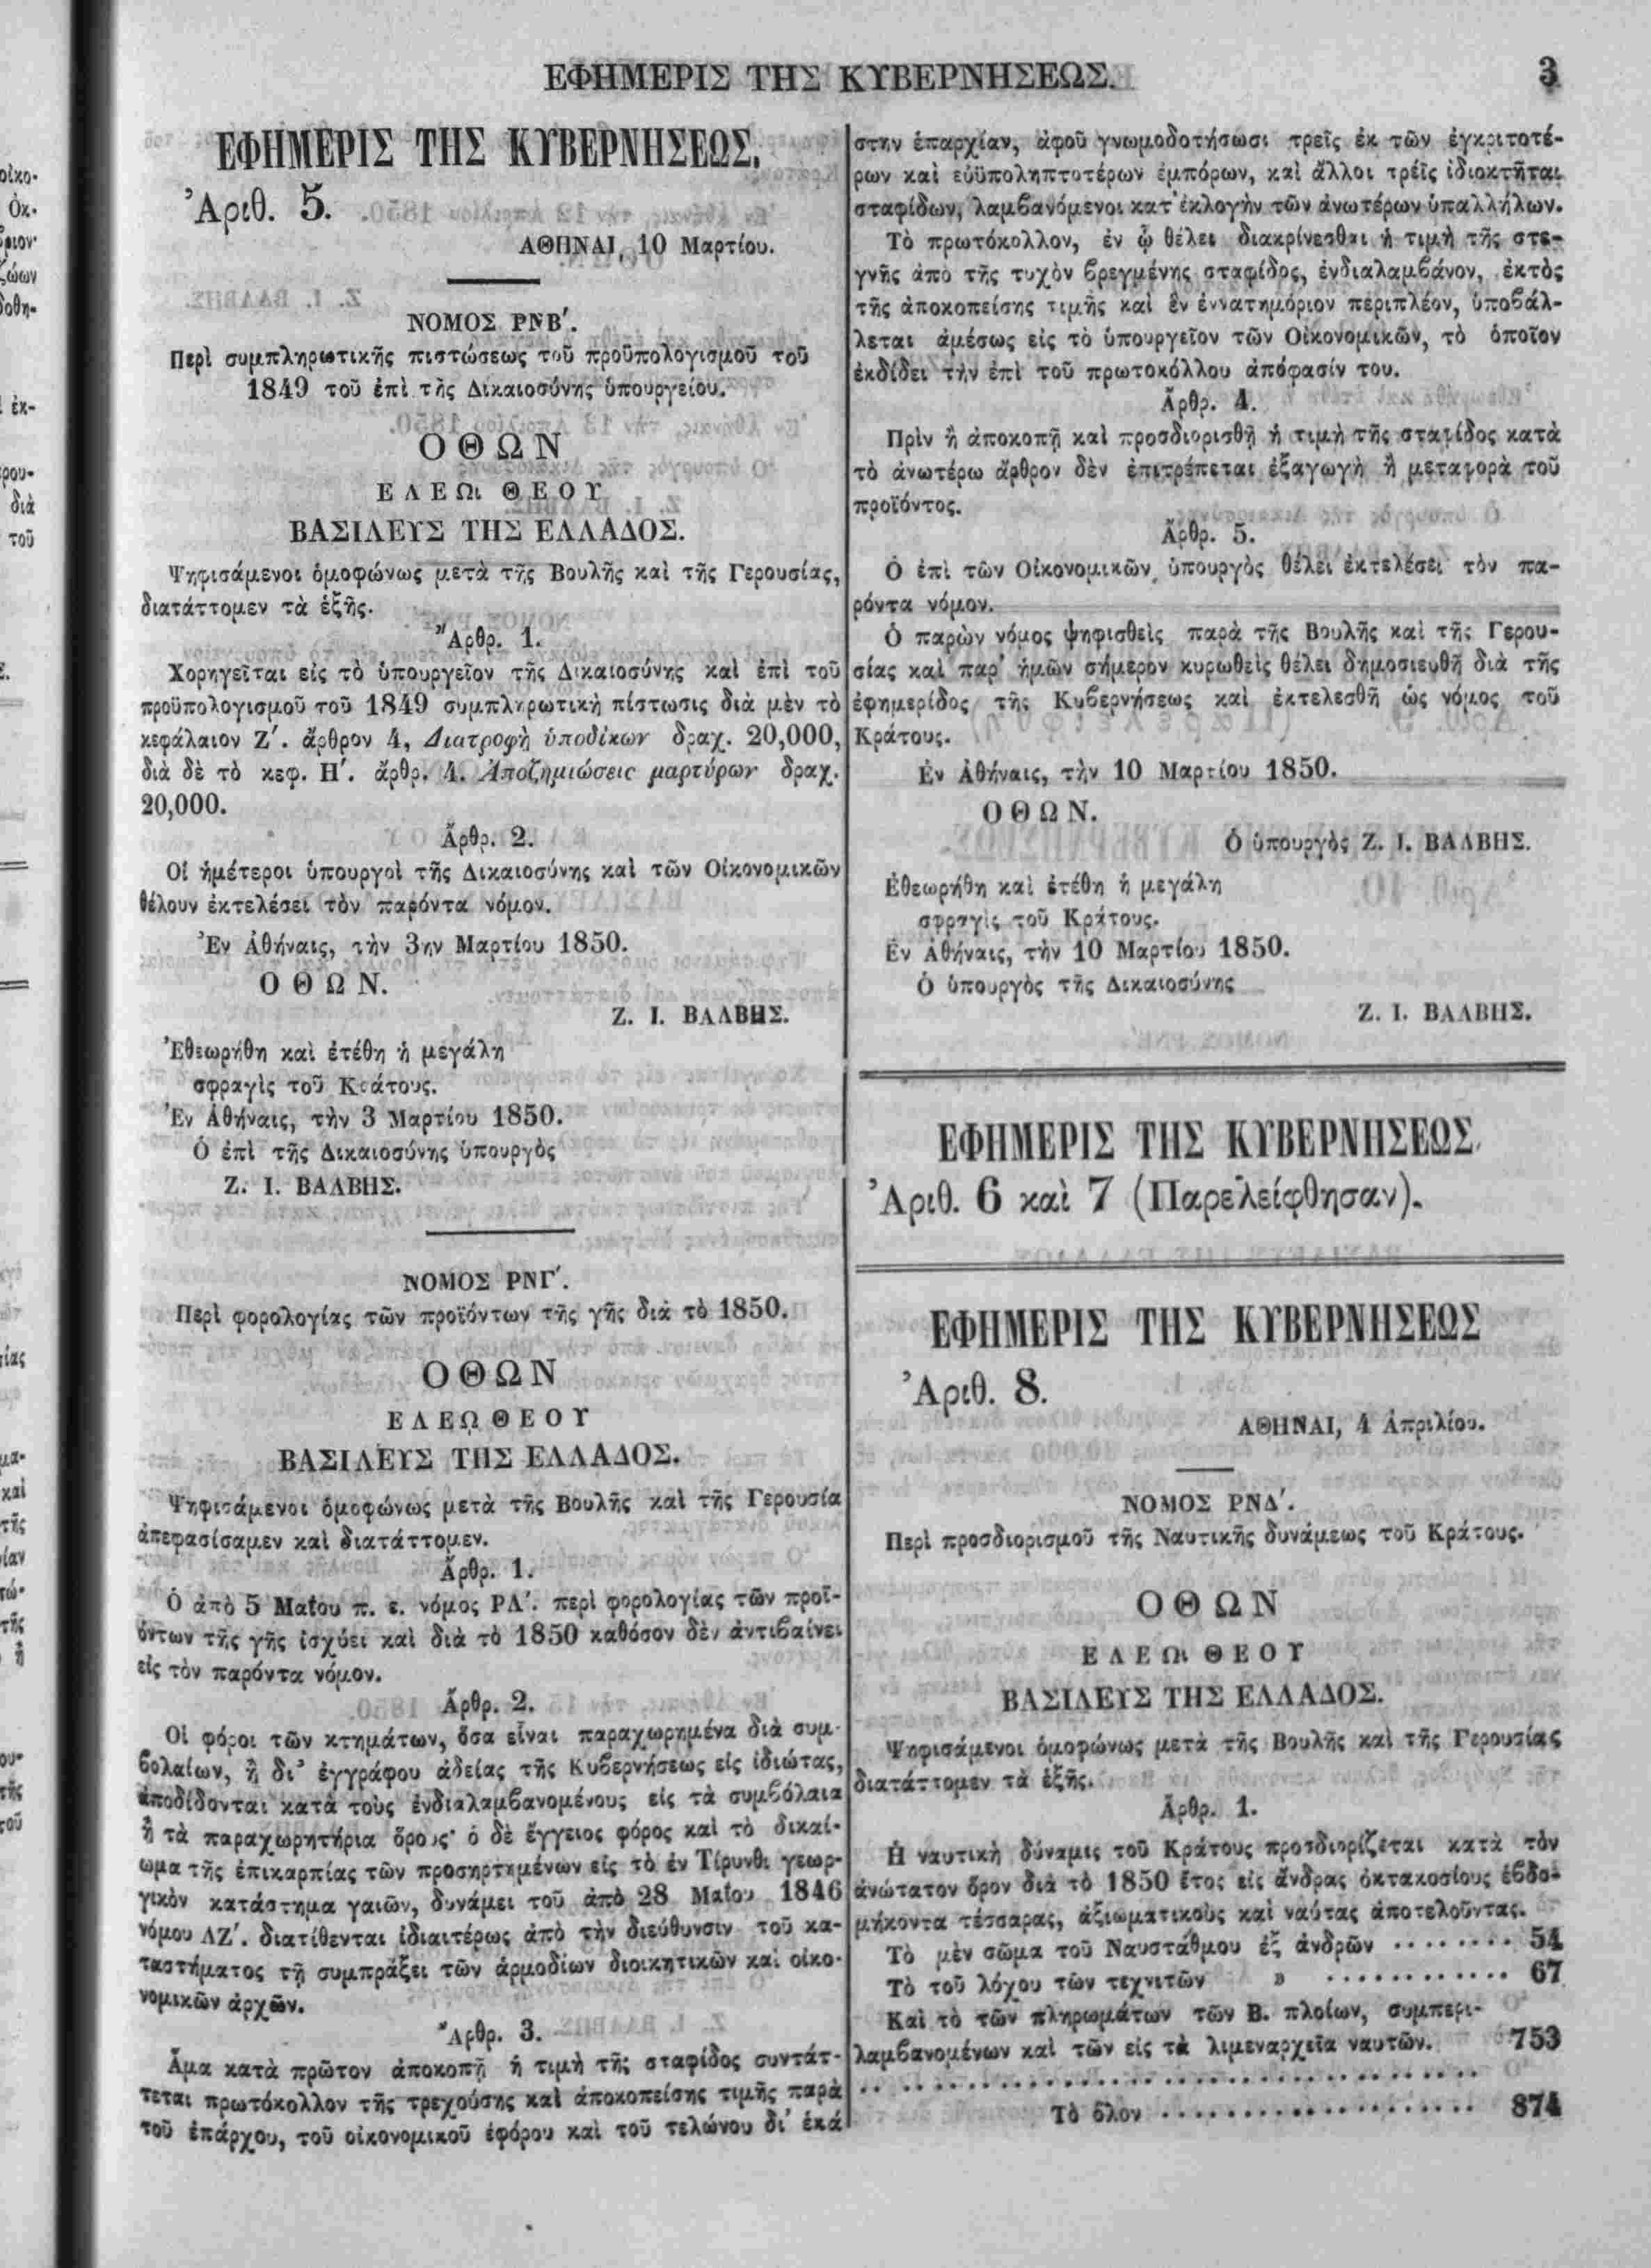 ΕΦΗΜΕΡΙΣ ΤΗΣ ΚΥΒΕΡΝΗΣΕΩΣ.
3
ΕΦΗΜΕΡΙΣ ΤΗΣ ΚΥΒΕΡΝΗΣΕΩΣ.
Ἀριθ. 5.
ΑΘΗΝΑΙ, 10 Μαρτίου.
ΝΟΜΟΣ ΡΝΒ΄.
Περὶ συμπληρωτικῆς πιστώσεως τοῦ προϋπολογισμοῦ τοῦ
1849 τοῦ ἐπὶ τῆς Δικαιοσύνης ὑπουργείου.
ΟΘΩΝ
ΕΛΕΩι ΘΕΟΥ
ΒΑΣΙΛΕΥΣ ΤΗΣ ΕΛΛΑΔΟΣ.
Ψηφισάμενοι ὁμοφώνως μετὰ τῆς Βουλῆς καὶ τῆς Γερουσίας,
διατάττομεν τὰ ἑξῆς.
Ἄρθρ. 1.
Χορηγεῖται εἰς τὸ ὑπουργεῖον τῆς Δικαιοσύνης καὶ ἐπὶ τοῦ
προϋπολογισμοῦ τοῦ 1849 συμπληρωτικὴ πίστωσις διὰ μὲν τὸ
κεφάλαιον Ζ΄. ἄρθρον 4, Διατροφὴ ὑποδίκων δραχ. 20,000,
διὰ δὲ τὸ κεφ. Η΄. ἄρθρ. 4. Ἀποζημιώσεις μαρτύρων δραχ.
20,000.
Ἄρθρ. 2.
Οἱ ἡμέτεροι ὑπουργοὶ τῆς Δικαιοσύνης καὶ τῶν Οἰκονομικῶν
θέλουν ἐκτελέσει τὸν παρόντα νόμον.
Ἐν Ἀθήναις, τὴν 3ην Μαρτίου 1850.
ΟΘΩΝ.
Ζ. Ι. ΒΑΛΒΗΣ.
Ἐθεωρήθη καὶ ἐτέθη ἡ μεγάλη
σφραγὶς τοῦ Κράτους.
Ἐν Ἀθήναις, τὴν 3 Μαρτίου 1850.
Ὁ ἐπὶ τῆς Δικαιοσύνης ὑπουργὸς
Ζ. Ι. ΒΑΛΒΗΣ.
ΝΟΜΟΣ ΡΝΓ΄.
Περὶ φορολογίας τῶν προϊόντων τῆς γῆς διὰ τὸ 1850.
ΟΘΩΝ
ΕΛΕῼ ΘΕΟΥ
ΒΑΣΙΛΕΥΣ ΤΗΣ ΕΛΛΑΔΟΣ.
Ψηφισάμενοι ὁμοφώνως μετὰ τῆς Βουλῆς καὶ τῆς Γερουσία
ἀπεφασίσαμεν καὶ διατάττομεν.
Ἄρθρ. 1.
Ὁ ἀπὸ 5 Μαΐου π. ε. νόμος ΡΛ΄. περὶ φορολογίας τῶν προϊ-
όντων τῆς γῆς ἰσχύει καὶ διὰ τὸ 1850 καθόσον δὲν ἀντιβαίνει
εἰς τὸν παρόντα νόμον.
Ἄρθρ. 2.
Οἱ φόροι τῶν κτημάτων, ὅσα εἶναι παραχωρημένα διὰ συμ-
βολαίων, ἢ δι' ἐγγράφου ἀδείας τῆς Κυβερνήσεως εἰς ἰδιώτας,
ἀποδίδονται κατὰ τοὺς ἐνδιαλαμβανομένους εἰς τὰ συμβόλαια
ἢ τὰ παραχωρητήρια ὅρους· ὁ δὲ ἔγγειος φόρος καὶ τὸ δικαί-
ωμα τῆς ἐπικαρπίας τῶν προσηρτημένων εἰς τὸ ἐν Τίρυνθι γεωρ-
γικὸν κατάστημα γαιῶν, δυνάμει τοῦ ἀπὸ 28 Μαΐου 1846
νόμου ΛΖ΄. διατίθενται ἰδιαιτέρως ἀπὸ τὴν διεύθυνσιν τοῦ κα-
ταστήματος τῇ συμπράξει τῶν ἁρμοδίων διοικητικῶν καὶ οἰκο-
νομικῶν ἀρχῶν.
Ἄρθρ. 3.
Ἅμα κατὰ πρῶτον ἀποκοπῇ ἡ τιμὴ τῆς σταφίδος συντάτ-
τεται πρωτόκολλον τῆς τρεχούσης καὶ ἀποκοπείσης τιμῆς παρὰ
τοῦ ἐπάρχου, τοῦ οἰκονομικοῦ ἐφόρου καὶ τοῦ τελώνου δι' ἑκά
στην ἐπαρχίαν, ἀφοῦ γνωμοδοτήσωσι τρεῖς ἐκ τῶν ἐγκριτοτέ-
ρων καὶ εὐϋποληπτοτέρων ἐμπόρων, καὶ ἄλλοι τρεῖς ἰδιοκτῆται
σταφίδων, λαμβανόμενοι κατ' ἐκλογὴν τῶν ἀνωτέρων ὑπαλλήλων.
Τὸ πρωτόκολλον, ἐν ᾧ θέλει διακρίνεσθαι ἡ τιμὴ τῆς στε-
γνῆς ἀπὸ τῆς τυχὸν βρεγμένης σταφίδος, ἐνδιαλαμβάνον, ἐκτὸς
τῆς ἀποκοπείσης τιμῆς καὶ ἓν ἐννατημόριον περιπλέον, ὑποβάλ-
λεται ἀμέσως εἰς τὸ ὑπουργεῖον τῶν Οἰκονομικῶν, τὸ ὁποῖον
ἐκδίδει τὴν ἐπὶ τοῦ πρωτοκόλλου ἀπόφασίν του.
Ἄρθρ. 4.
Πρὶν ἢ ἀποκοπῇ καὶ προσδιορισθῇ ἡ τιμὴ τῆς σταφίδος κατὰ
τὸ ἀνωτέρω ἄρθρον δὲν ἐπιτρέπεται ἐξαγωγὴ ἢ μεταφορὰ τοῦ
προϊόντος.
Ἄρθρ. 5.
Ὁ ἐπὶ τῶν Οἰκονομικῶν ὑπουργὸς θέλει ἐκτελέσει τὸν πα-
ρόντα νόμον.
Ὁ παρὼν νόμος ψηφισθεὶς παρὰ τῆς Βουλῆς καὶ τῆς Γερου-
σίας καὶ παρ' ἡμῶν σήμερον κυρωθεὶς θέλει δημοσιευθῆ διὰ τῆς
ἐφημερίδος τῆς Κυβερνήσεως καὶ ἐκτελεσθῆ ὡς νόμος τοῦ
Κράτους.
Ἐν Ἀθήναις, τὴν 10 Μαρτίου 1850.
ΟΘΩΝ.
Ὁ ὑπουργὸς Ζ. Ι. ΒΑΛΒΗΣ.
Ἐθεωρήθη καὶ ἐτέθη ἡ μεγάλη
σφραγὶς τοῦ Κράτους.
Ἐν Ἀθήναις, τὴν 10 Μαρτίου 1850.
Ὁ ὑπουργὸς τῆς Δικαιοσύνης
Ζ. Ι. ΒΑΛΒΗΣ.
ΕΦΗΜΕΡΙΣ ΤΗΣ ΚΥΒΕΡΝΗΣΕΩΣ.
Ἀριθ. 6 καὶ 7 (Παρελείφθησαν).
ΕΦΗΜΕΡΙΣ ΤΗΣ ΚΥΒΕΡΝΗΣΕΩΣ
Ἀριθ. 8.
ΑΘΗΝΑΙ, 4 Ἀπριλίου.
ΝΟΜΟΣ ΡΝΔ΄.
Περὶ προσδιορισμοῦ τῆς Ναυτικῆς δυνάμεως τοῦ Κράτους.
ΟΘΩΝ
ΕΛΕΩι ΘΕΟΥ
ΒΑΣΙΛΕΥΣ ΤΗΣ ΕΛΛΑΔΟΣ.
Ψηφισάμενοι ὁμοφώνως μετὰ τῆς Βουλῆς καὶ τῆς Γερουσίας
διατάττομεν τὰ ἑξῆς.
Ἄρθρ. 1.
Ἡ ναυτικὴ δύναμις τοῦ Κράτους προσδιορίζεται κατὰ τὸν
ἀνώτατον ὅρον διὰ τὸ 1850 ἔτος εἰς ἄνδρας ὀκτακοσίους ἑβδο-
μήκοντα τέσσαρας, ἀξιωματικοὺς καὶ ναύτας ἀποτελοῦντας.
Τὸ μὲν σῶμα τοῦ Ναυστάθμου ἐξ ἀνδρῶν ........ 54
Τὸ τοῦ λόχου τῶν τεχνιτῶν » ............ 67
Καὶ τὸ τῶν πληρωμάτων τῶν Β. πλοίων, συμπερι-
λαμβανομένων καὶ τῶν εἰς τὰ λιμεναρχεῖα ναυτῶν. 753
Τὸ ὅλον .................... 874